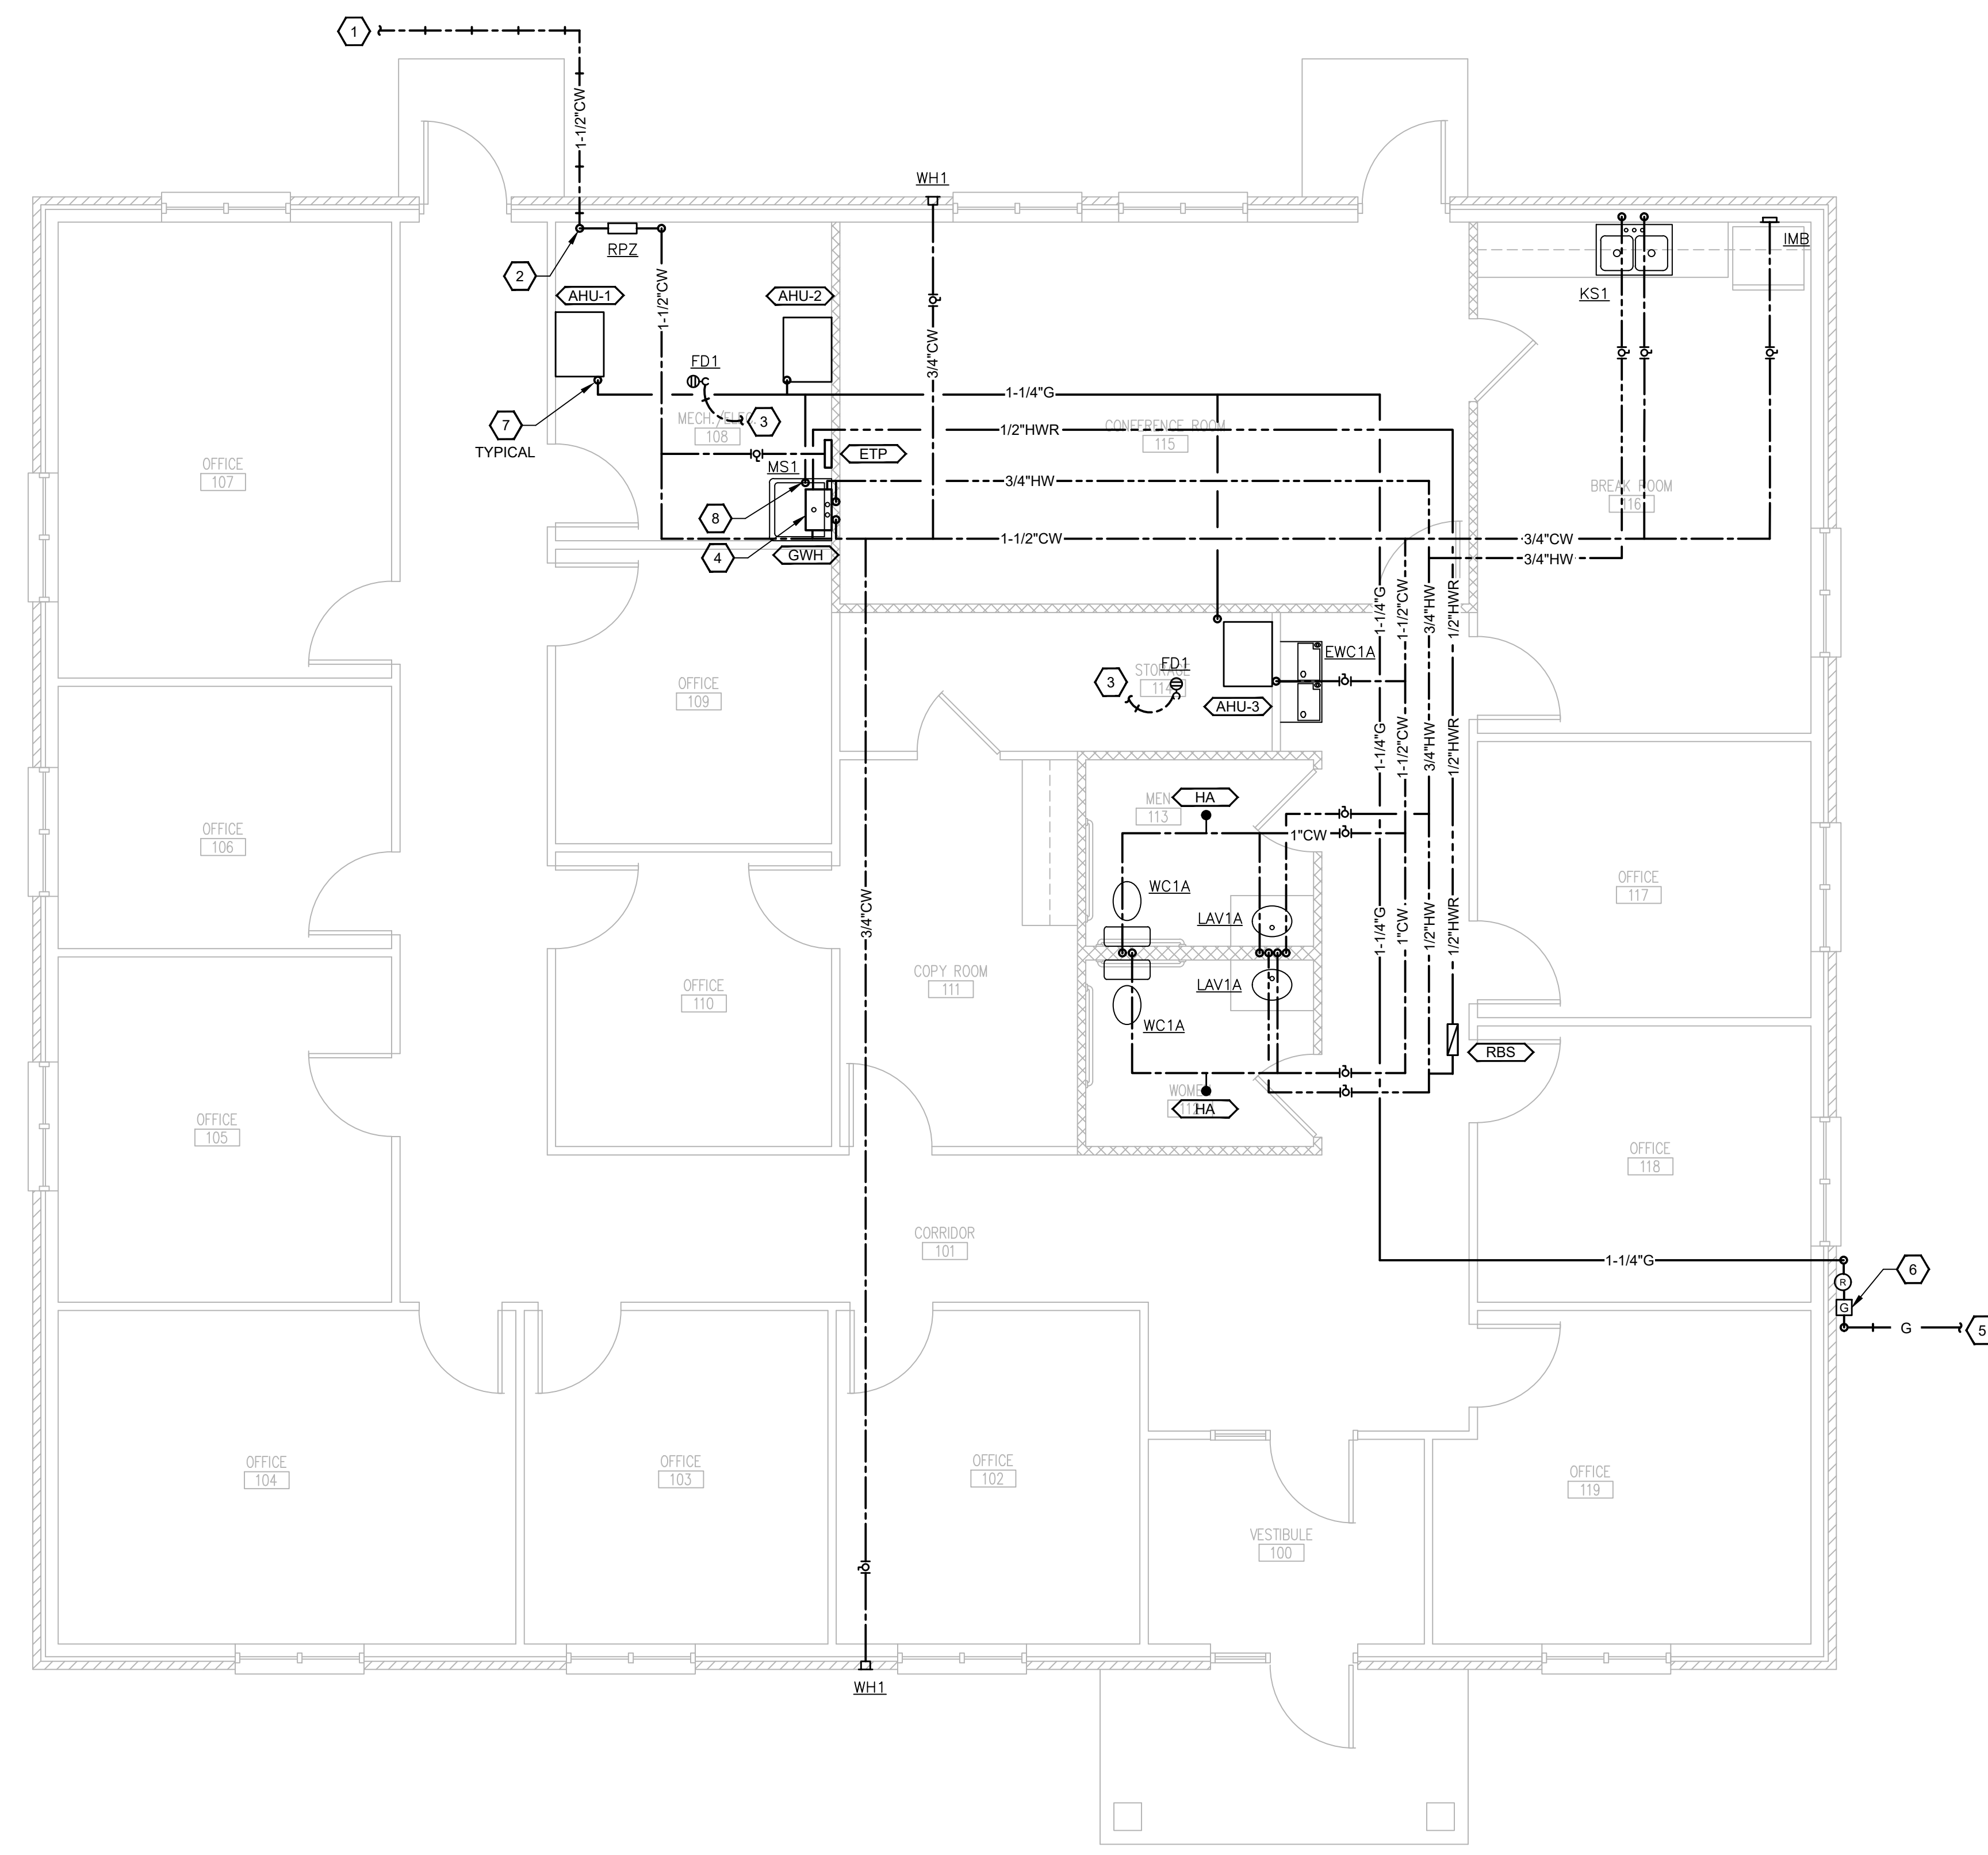 1
1-1/2"CW
WH1
RPZ
IMB
2
AHU-1
AHU-2
KS1
1-1/2"CW
3/4"CW
FD1
1-1/4"G
7
TYPICAL
MECH./ELEC.
108
3
1/2"HWR
CONFERENCE ROOM
115
OFFICE
107
ETP
MS1
3/4"HW
BREAK ROOM
116
8
4
GWH
1-1/2"CW
3/4"CW
3/4"HW
1-1/4"G
1-1/2"CW
3/4"HW
1/2"HWR
EWC1A
FD1
STORAGE
114
3
AHU-3
OFFICE
109
1-1/4"G
1-1/2"CW
3/4"HW
1/2"HWR
MEN
113
HA
1"CW
OFFICE
106
WC1A
LAV1A
OFFICE
117
3/4"CW
1-1/4"G
1"CW
1/2"HW
1/2"HWR
COPY ROOM
111
OFFICE
110
LAV1A
WC1A
RBS
WOMEN
112
HA
OFFICE
105
OFFICE
118
CORRIDOR
101
1-1/4"G
R
6
G
G
5
OFFICE
104
OFFICE
103
OFFICE
102
OFFICE
119
VESTIBULE
100
WH1